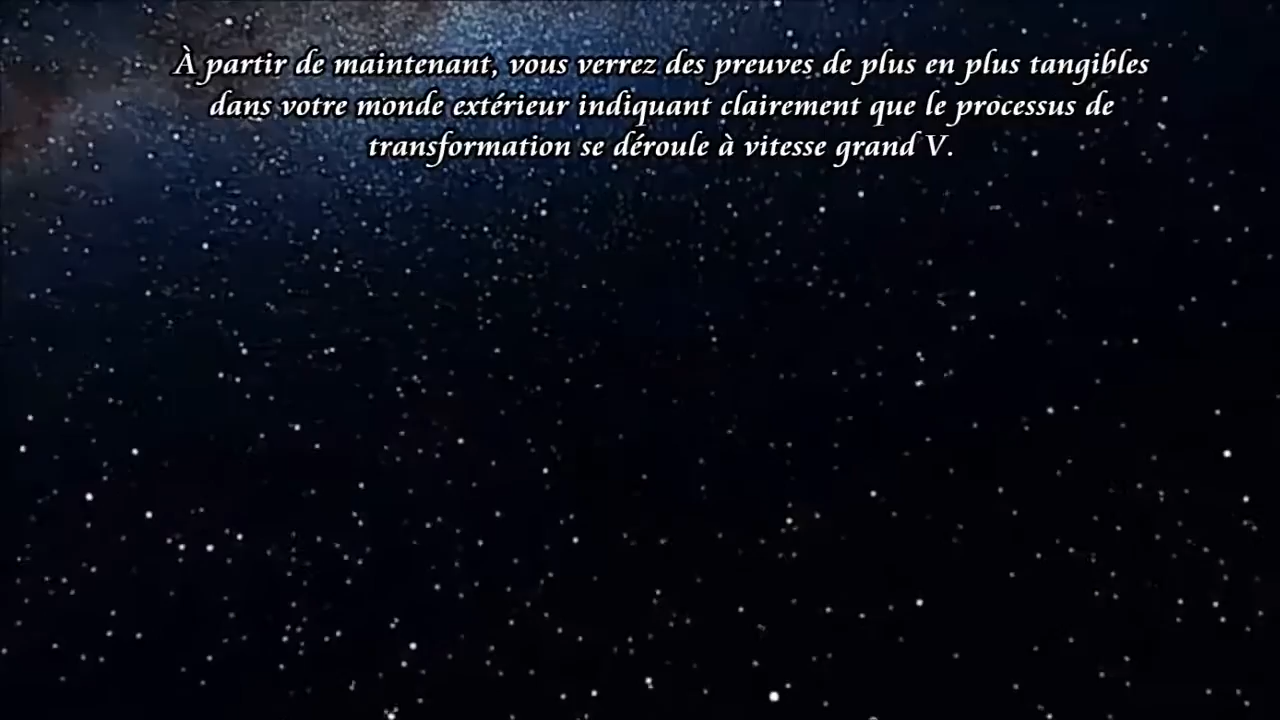 À partir de maintenant, vous verrez des preuves de plus en plus tangibles
dans votre monde extérieur indiquant clairement que le processus de
transformation se déroule à vitesse grand V.